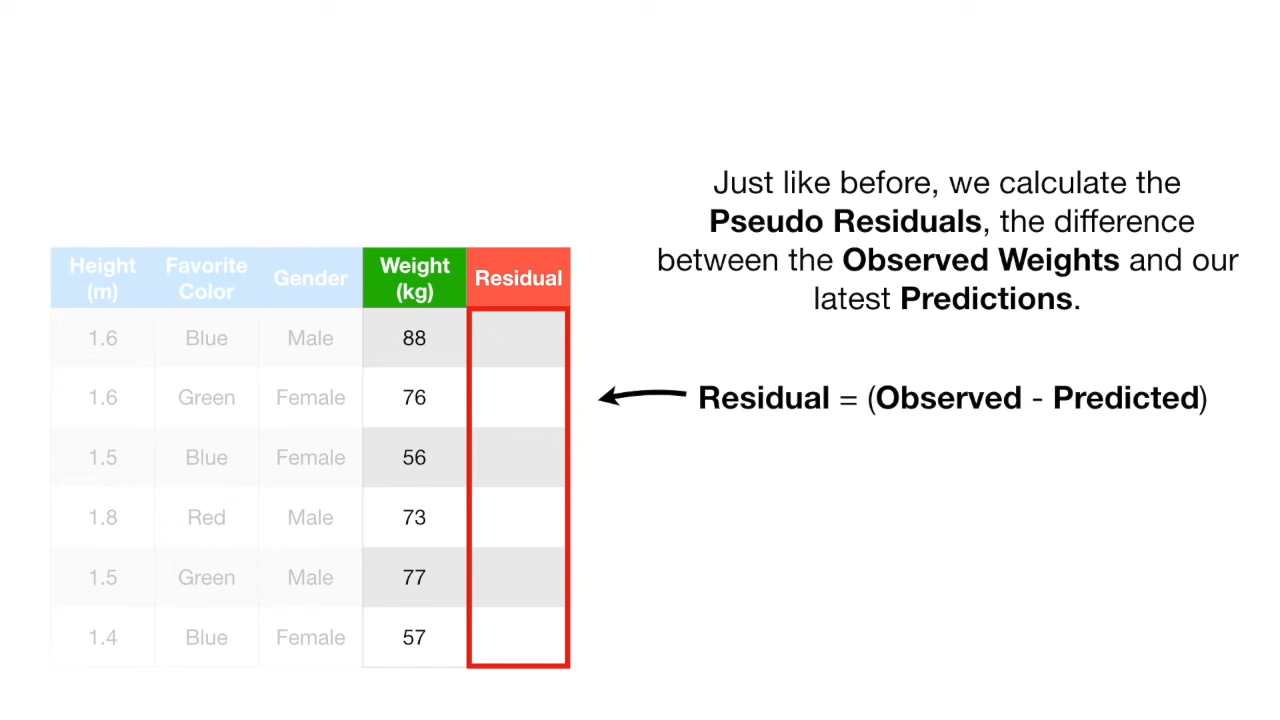 Just like before, we calculate the
Pseudo Residuals, the difference
between the Observed Weights and our
latest Predictions.
Height (m) Favorite Color Gender Weight (kg) Residual
1.6 Blue Male 88
1.6 Green Female 76
1.5 Blue Female 56
1.8 Red Male 73
1.5 Green Male 77
1.4 Blue Female 57
Residual = (Observed - Predicted)